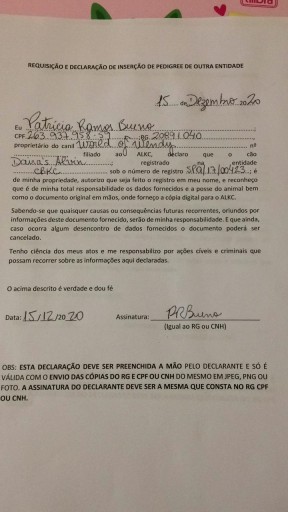 REQUISIÇÃO E DECLARAÇÃO DE INSERÇÃO DE PEDIGREE DE OUTRA ENTIDADE
15 de Dezembro 2020
Eu Patrícia Ramos Bueno
CPF 263.937.958-27 RG 20891040
proprietário do canil World of Wendy nº
filiado ao ALKC, declaro que o cão
registrado na entidade
CBKC sob o número de registro SPA/17/00423, é
de minha propriedade, autorizo que seja feito o registro em meu nome, e reconheço
que é de minha total responsabilidade os dados fornecidos e a posse do animal bem
como o documento original em mãos, onde forneço a cópia digital para o ALKC.
Sabendo-se que quaisquer causas ou consequências futuras recorrentes, oriundos por
informações deste documento fornecido, serão de minha responsabilidade. E que ainda,
caso ocorra algum desencontro de dados fornecidos o documento poderá ser
cancelado.
Tenho ciência dos meus atos e me responsabilizo por ações cíveis e criminais que
possam recorrer sobre as informações aqui declaradas.
O acima descrito é verdade e dou fé
Data: 15/12/2020 Assinatura: PRBueno
(Igual ao RG ou CNH)
OBS: ESTA DECLARAÇÃO DEVE SER PREENCHIDA A MÃO PELO DECLARANTE E SÓ É
VÁLIDA COM O ENVIO DAS CÓPIAS DO RG E CPF OU CNH DO MESMO EM JPEG, PNG OU
FOTO. A ASSINATURA DO DECLARANTE DEVE SER A MESMA QUE CONSTA NO RG CPF
OU CNH.